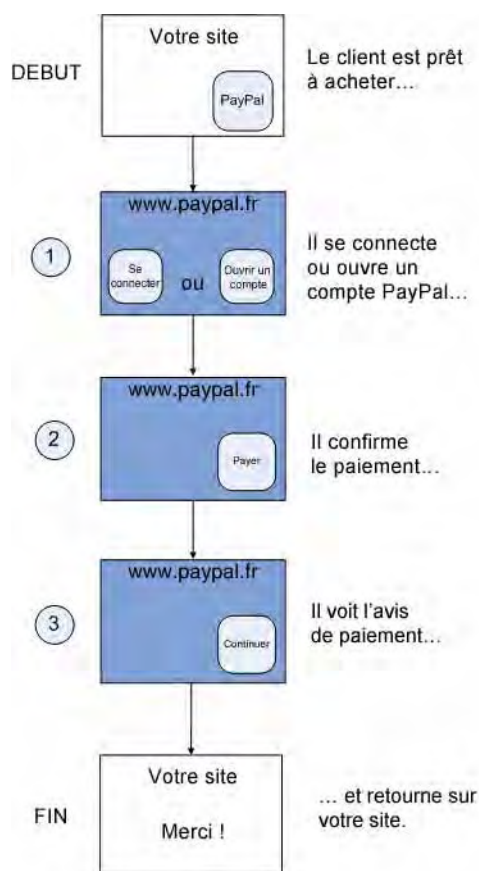 Votre site
DEBUT
PayPal
Le client est prêt
à acheter…
www.paypal.fr
1
Se
connecter
ou
Ouvrir un
compte
Il se connecte
ou ouvre un
compte PayPal…
www.paypal.fr
2
Payer
Il confirme
le paiement…
www.paypal.fr
3
Continuer
Il voit l'avis
de paiement…
Votre site
FIN
Merci !
… et retourne sur
votre site.